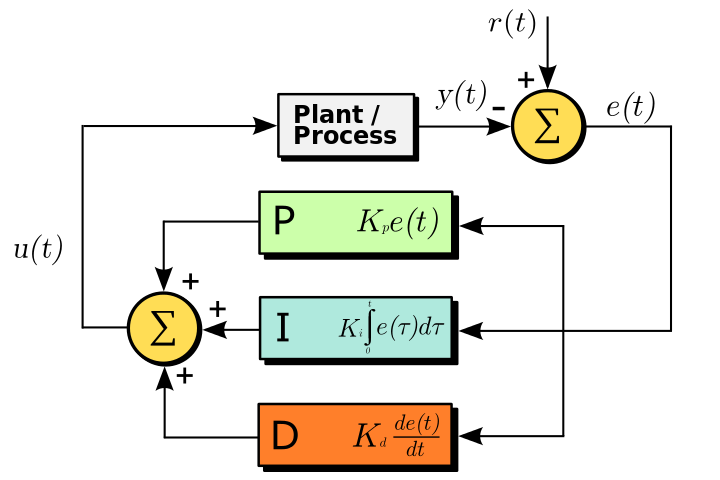 r(t)
+
Plant /
Process
y(t)
-
Σ
e(t)
P K_p e(t)
u(t)
+
+
Σ
I K_i ∫_0^t e(τ)dτ
+
D K_d de(t)/dt